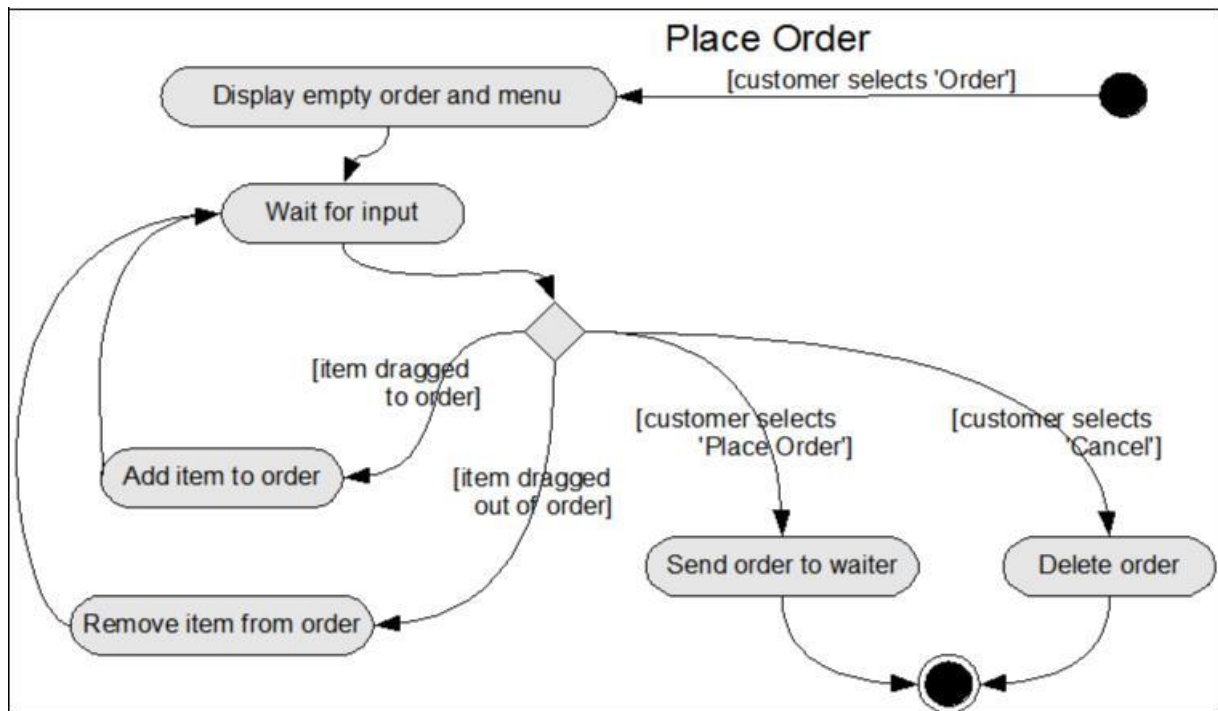 Place Order
[customer selects 'Order']
Display empty order and menu
Wait for input
[item dragged
to order]
[customer selects
'Place Order']
[customer selects
'Cancel']
Add item to order
[item dragged
out of order]
Send order to waiter
Delete order
Remove item from order